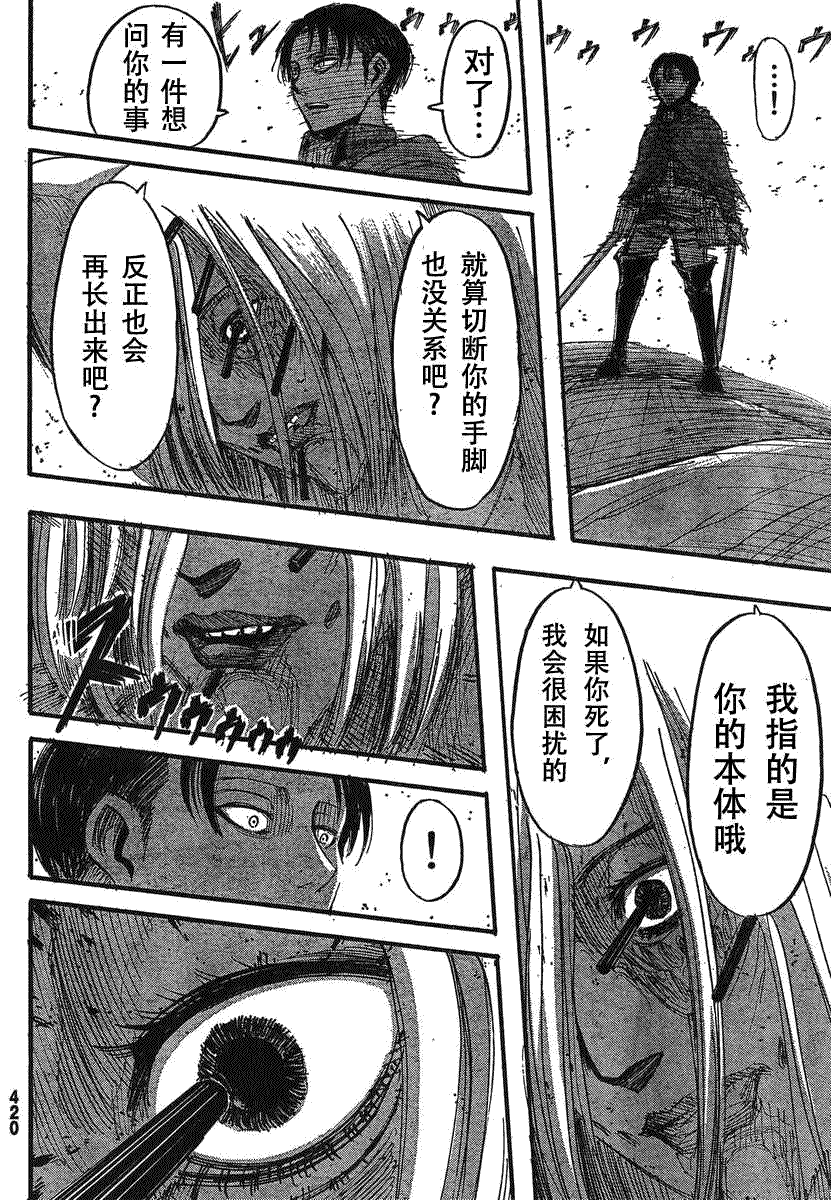 …!
对了…
有一件想
问你的事
就算切断你的手脚
也没关系吧?
反正也会
再长出来吧?
我指的是
你的本体哦
如果你死了,
我会很困扰的
!
420